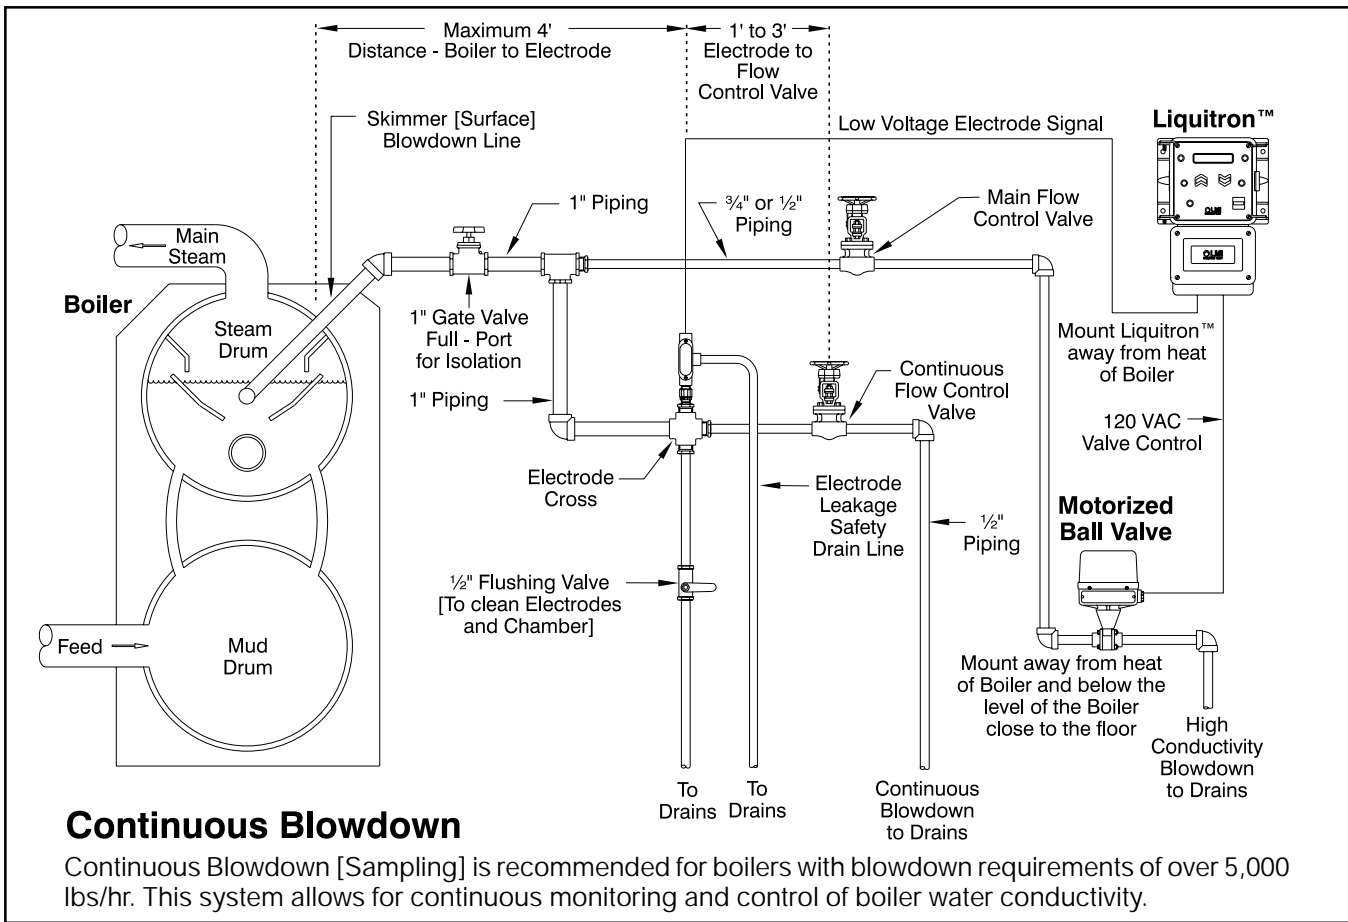 Maximum 4'
Distance - Boiler to Electrode
1' to 3'
Electrode to
Flow
Control Valve
Skimmer [Surface]
Blowdown Line
Low Voltage Electrode Signal
Liquitron™
1" Piping
¾" or ½"
Piping
Main Flow
Control Valve
Main
Steam
Boiler
Steam
Drum
1" Gate Valve
Full - Port
for Isolation
Mount Liquitron™
away from heat
of Boiler
1" Piping
Continuous
Flow Control
Valve
120 VAC
Valve Control
Electrode
Cross
Electrode
Leakage
Safety
Drain Line
½"
Piping
Motorized
Ball Valve
½" Flushing Valve
[To clean Electrodes
and Chamber]
Feed
Mud
Drum
Mount away from heat
of Boiler and below the
level of the Boiler
close to the floor
High
Conductivity
Blowdown
to Drains
To
Drains
To
Drains
Continuous
Blowdown
to Drains
Continuous Blowdown
Continuous Blowdown [Sampling] is recommended for boilers with blowdown requirements of over 5,000
lbs/hr. This system allows for continuous monitoring and control of boiler water conductivity.